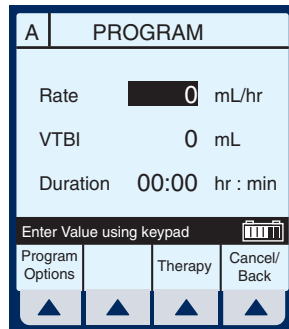 A PROGRAM
Rate 0 mL/hr
VTBI 0 mL
Duration 00:00 hr : min
Enter Value using keypad
Program Options Therapy Cancel/ Back